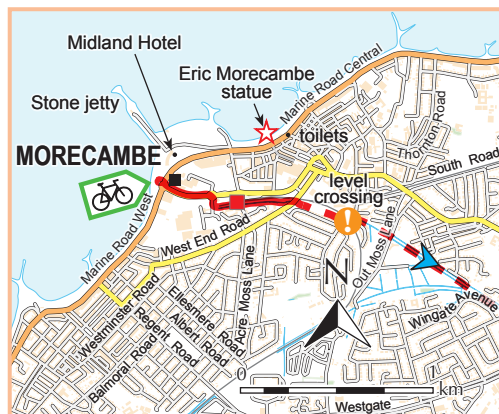 Midland Hotel
Eric Morecambe
statue
Marine Road Central
Stone jetty
toilets
Thornton Road
MORECAMBE
South Road
level
crossing
Marine Road West
West End Road
Out Moss Lane
N
Acre-Moss Lane
Westminster Road
Ellesmere Road
Regent Road
Albert Road
Balmoral Road
Wingate Avenue
0
1
km
Westgate